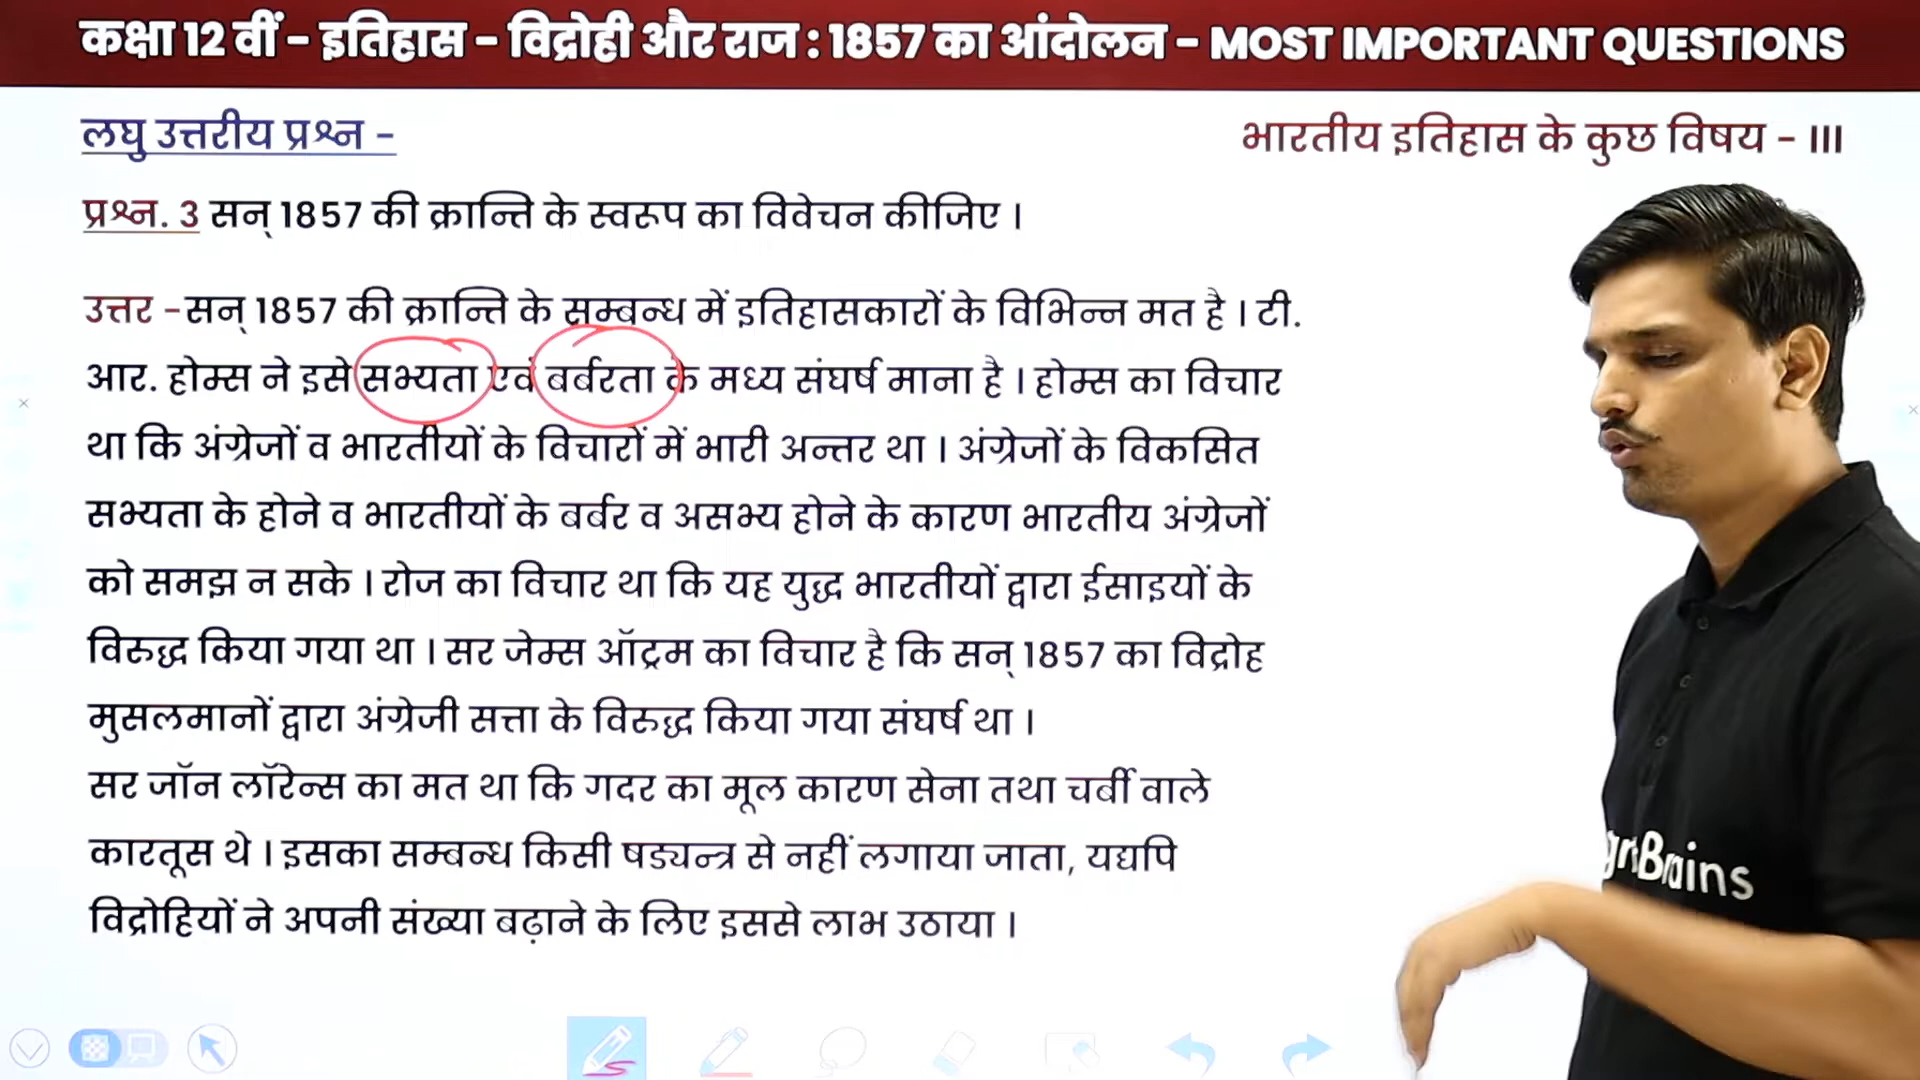 कक्षा 12 वीं - इतिहास - विद्रोही और राज : 1857 का आंदोलन - MOST IMPORTANT QUESTIONS
लघु उत्तरीय प्रश्न -
भारतीय इतिहास के कुछ विषय - III
प्रश्न. 3 सन् 1857 की क्रान्ति के स्वरूप का विवेचन कीजिए ।
उत्तर -सन् 1857 की क्रान्ति के सम्बन्ध में इतिहासकारों के विभिन्न मत है । टी.
आर. होम्स ने इसे सभ्यता एवं बर्बरता के मध्य संघर्ष माना है । होम्स का विचार
था कि अंग्रेजों व भारतीयों के विचारों में भारी अन्तर था । अंग्रेजों के विकसित
सभ्यता के होने व भारतीयों के बर्बर व असभ्य होने के कारण भारतीय अंग्रेजों
को समझ न सके । रोज का विचार था कि यह युद्ध भारतीयों द्वारा ईसाइयों के
विरुद्ध किया गया था । सर जेम्स ऑट्रम का विचार है कि सन् 1857 का विद्रोह
मुसलमानों द्वारा अंग्रेजी सत्ता के विरुद्ध किया गया संघर्ष था ।
सर जॉन लॉरेन्स का मत था कि गदर का मूल कारण सेना तथा चर्बी वाले
कारतूस थे । इसका सम्बन्ध किसी षड्यन्त्र से नहीं लगाया जाता, यद्यपि
विद्रोहियों ने अपनी संख्या बढ़ाने के लिए इससे लाभ उठाया ।